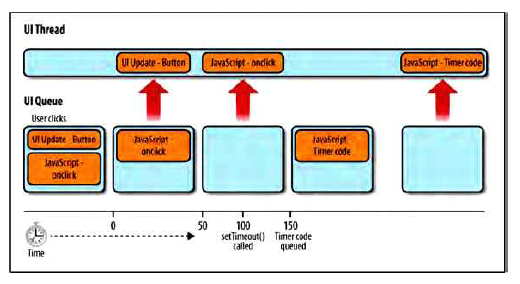 UI Thread
UI Update - Button
JavaScript - onclick
JavaScript - Timer code
UI Queue
User clicks
UI Update Button
JavaScript -
onclick
JavaScript
onclick
JavaScript
Timer code
0
50
100
150
setTimeout()
called
Timer code
queued
Time